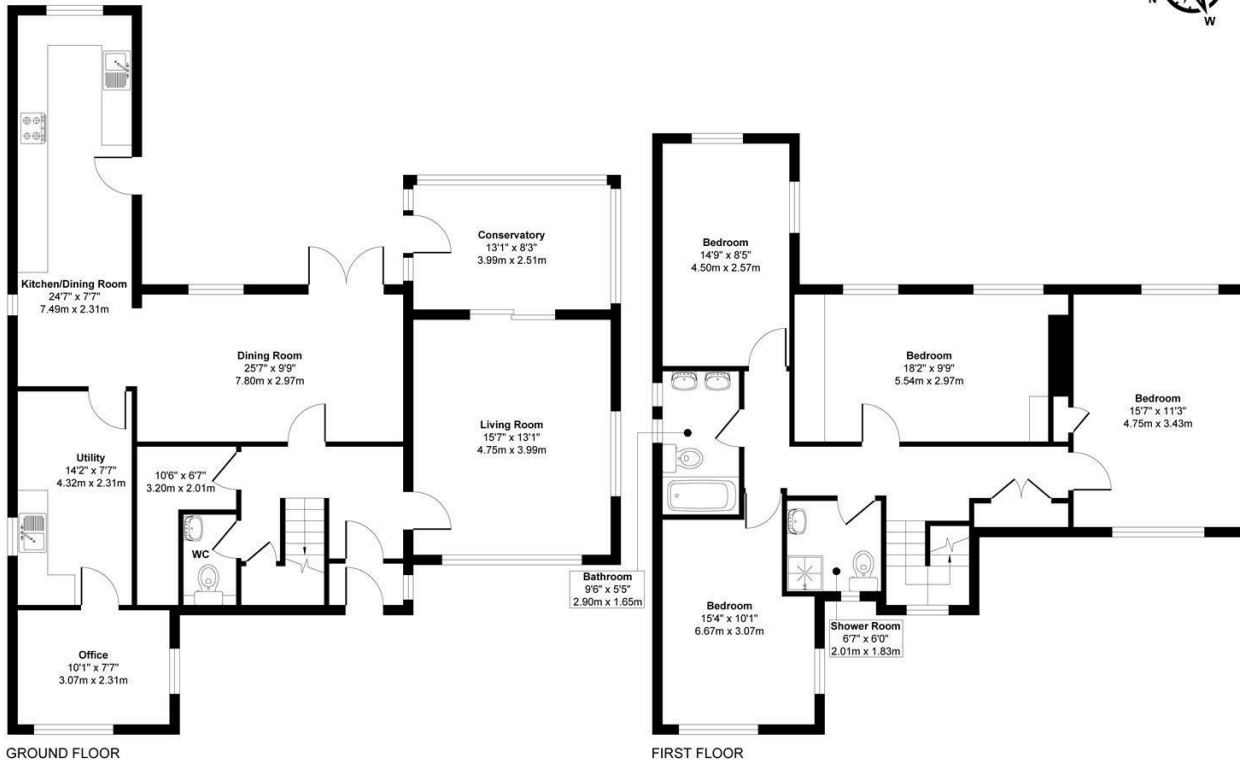 N
W
Kitchen/Dining Room
24'7" x 7'7"
7.49m x 2.31m
Conservatory
13'1" x 8'3"
3.99m x 2.51m
Dining Room
25'7" x 9'9"
7.80m x 2.97m
Living Room
15'7" x 13'1"
4.75m x 3.99m
Utility
14'2" x 7'7"
4.32m x 2.31m
10'6" x 6'7"
3.20m x 2.01m
WC
Office
10'1" x 7'7"
3.07m x 2.31m
GROUND FLOOR
Bedroom
14'9" x 8'5"
4.50m x 2.57m
Bedroom
18'2" x 9'9"
5.54m x 2.97m
Bedroom
15'7" x 11'3"
4.75m x 3.43m
Bathroom
9'6" x 5'5"
2.90m x 1.65m
Bedroom
15'4" x 10'1"
6.67m x 3.07m
Shower Room
6'7" x 6'0"
2.01m x 1.83m
FIRST FLOOR